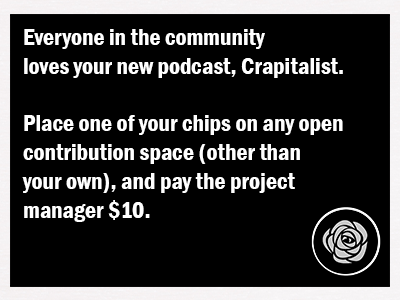 Everyone in the community
loves your new podcast, Crapitalist.
Place one of your chips on any open
contribution space (other than
your own), and pay the project
manager $10.